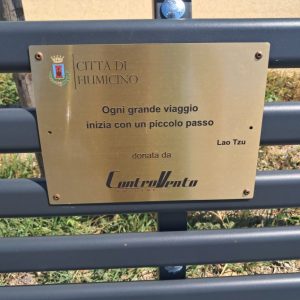 CITTÀ DI
FIUMICINO
Ogni grande viaggio
inizia con un piccolo passo
Lao Tzu
donata da
ControVento